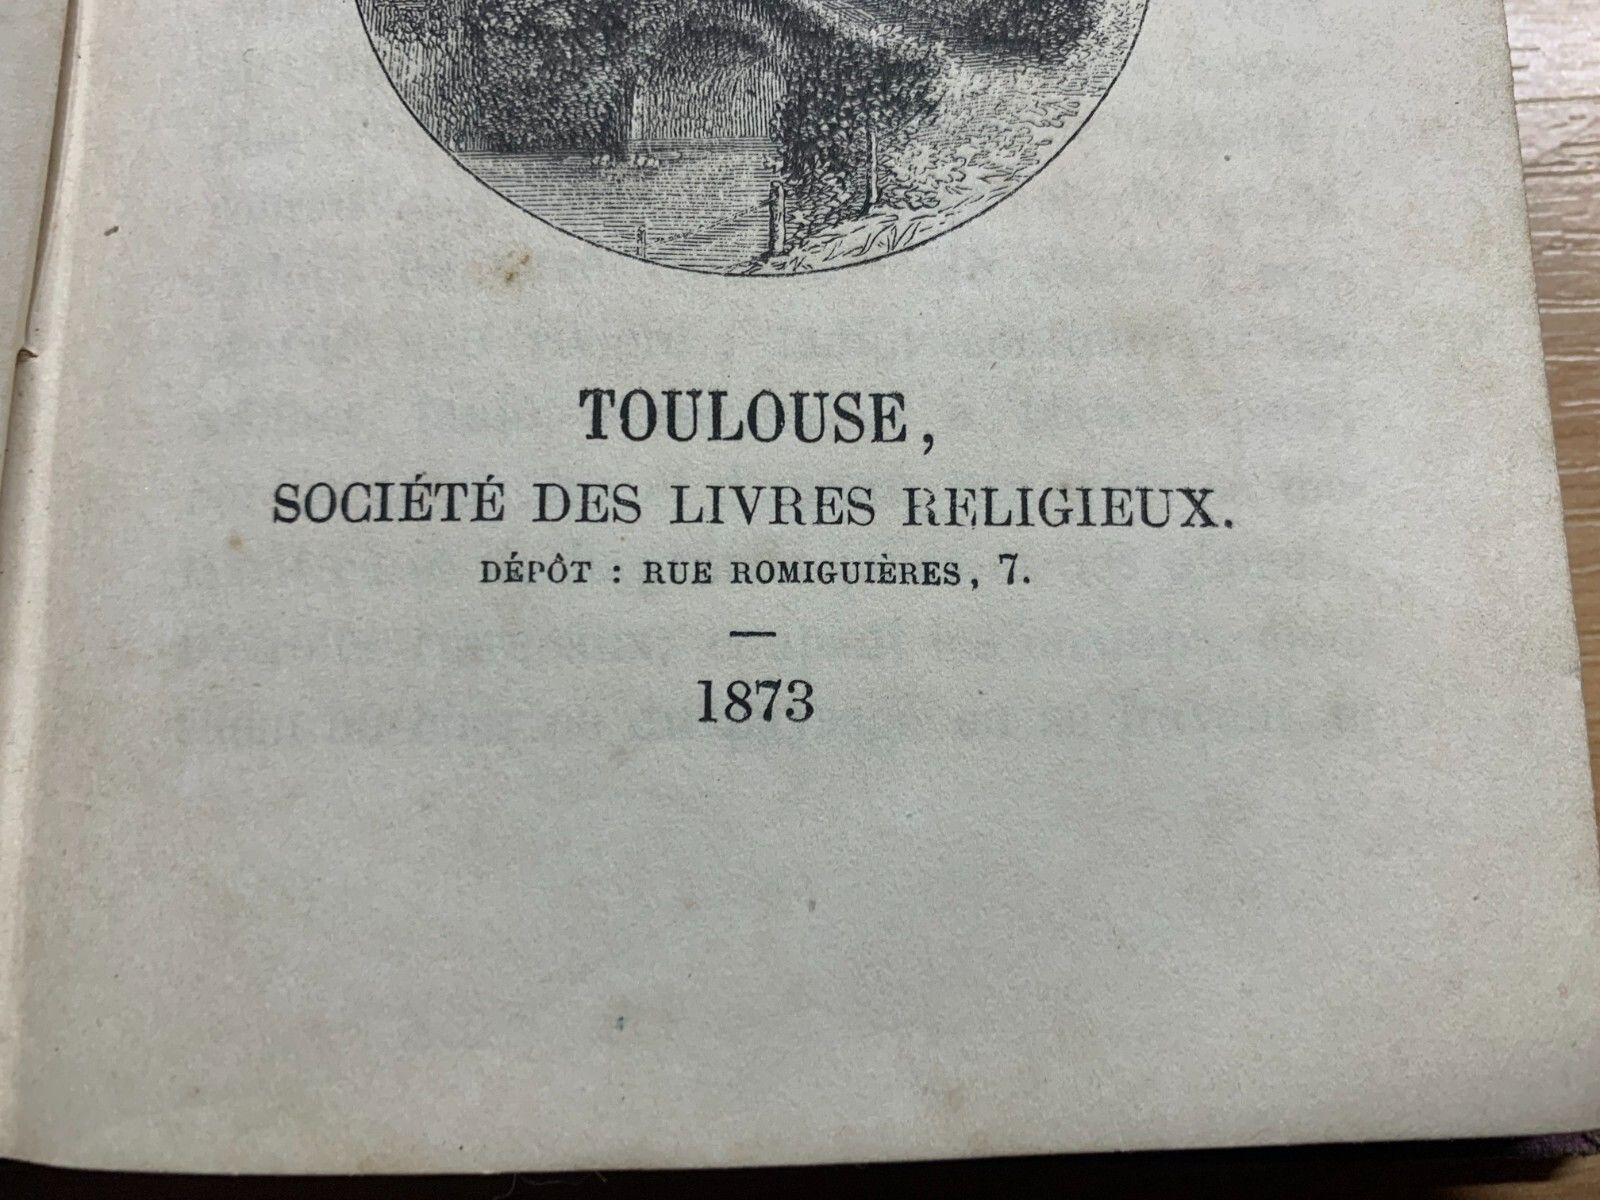 TOULOUSE,
SOCIÉTÉ DES LIVRES RELIGIEUX.
DÉPÔT : RUE ROMIGUIÈRES, 7.
—
1873